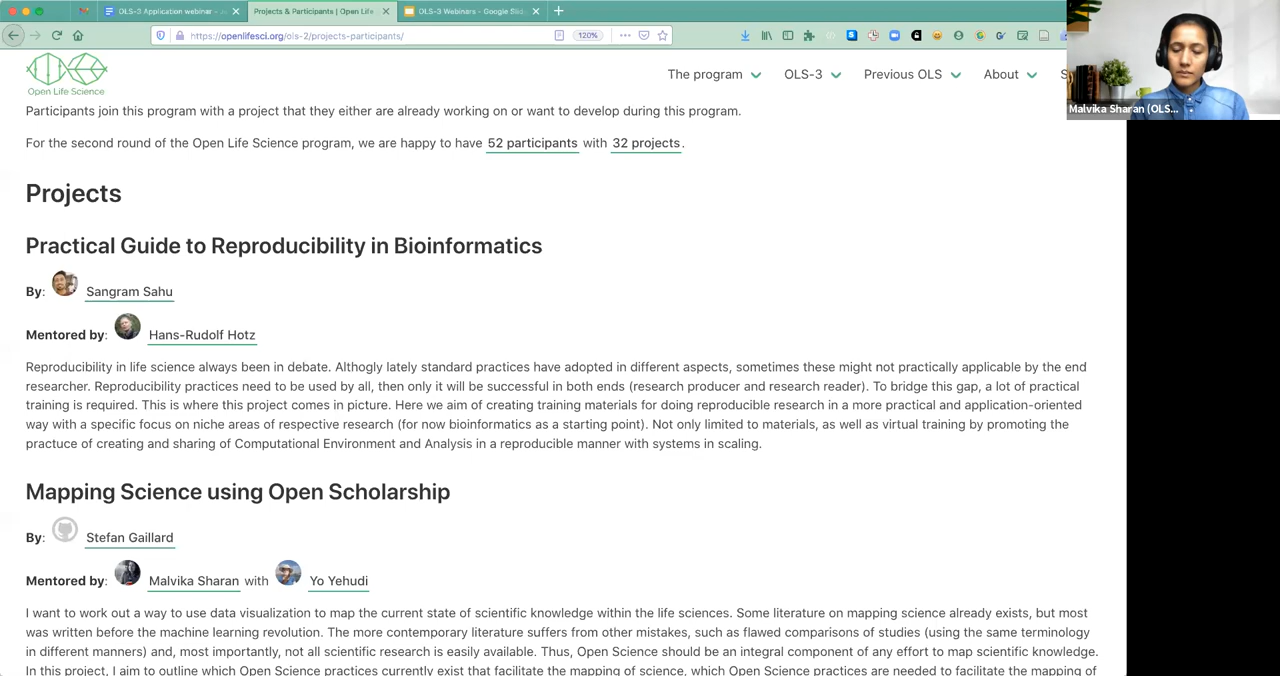 OLS-3 Application webinar -
Projects & Participants | Open Life
OLS-3 Webinars - Google Slid
https://openlifesci.org/ols-2/projects-participants/
120%
Open Life Science
The program
OLS-3
Previous OLS
About
S
Malvika Sharan (OLS...
Participants join this program with a project that they either are already working on or want to develop during this program.
For the second round of the Open Life Science program, we are happy to have 52 participants with 32 projects.
Projects
Practical Guide to Reproducibility in Bioinformatics
By: Sangram Sahu
Mentored by: Hans-Rudolf Hotz
Reproducibility in life science always been in debate. Althogly lately standard practices have adopted in different aspects, sometimes these might not practically applicable by the end
researcher. Reproducibility practices need to be used by all, then only it will be successful in both ends (research producer and research reader). To bridge this gap, a lot of practical
training is required. This is where this project comes in picture. Here we aim of creating training materials for doing reproducible research in a more practical and application-oriented
way with a specific focus on niche areas of respective research (for now bioinformatics as a starting point). Not only limited to materials, as well as virtual training by promoting the
practuce of creating and sharing of Computational Environment and Analysis in a reproducible manner with systems in scaling.
Mapping Science using Open Scholarship
By: Stefan Gaillard
Mentored by: Malvika Sharan with Yo Yehudi
I want to work out a way to use data visualization to map the current state of scientific knowledge within the life sciences. Some literature on mapping science already exists, but most
was written before the machine learning revolution. The more contemporary literature suffers from other mistakes, such as flawed comparisons of studies (using the same terminology
in different manners) and, most importantly, not all scientific research is easily available. Thus, Open Science should be an integral component of any effort to map scientific knowledge.
In this project, I aim to outline which Open Science practices currently exist that facilitate the mapping of science, which Open Science practices are needed to facilitate the mapping of